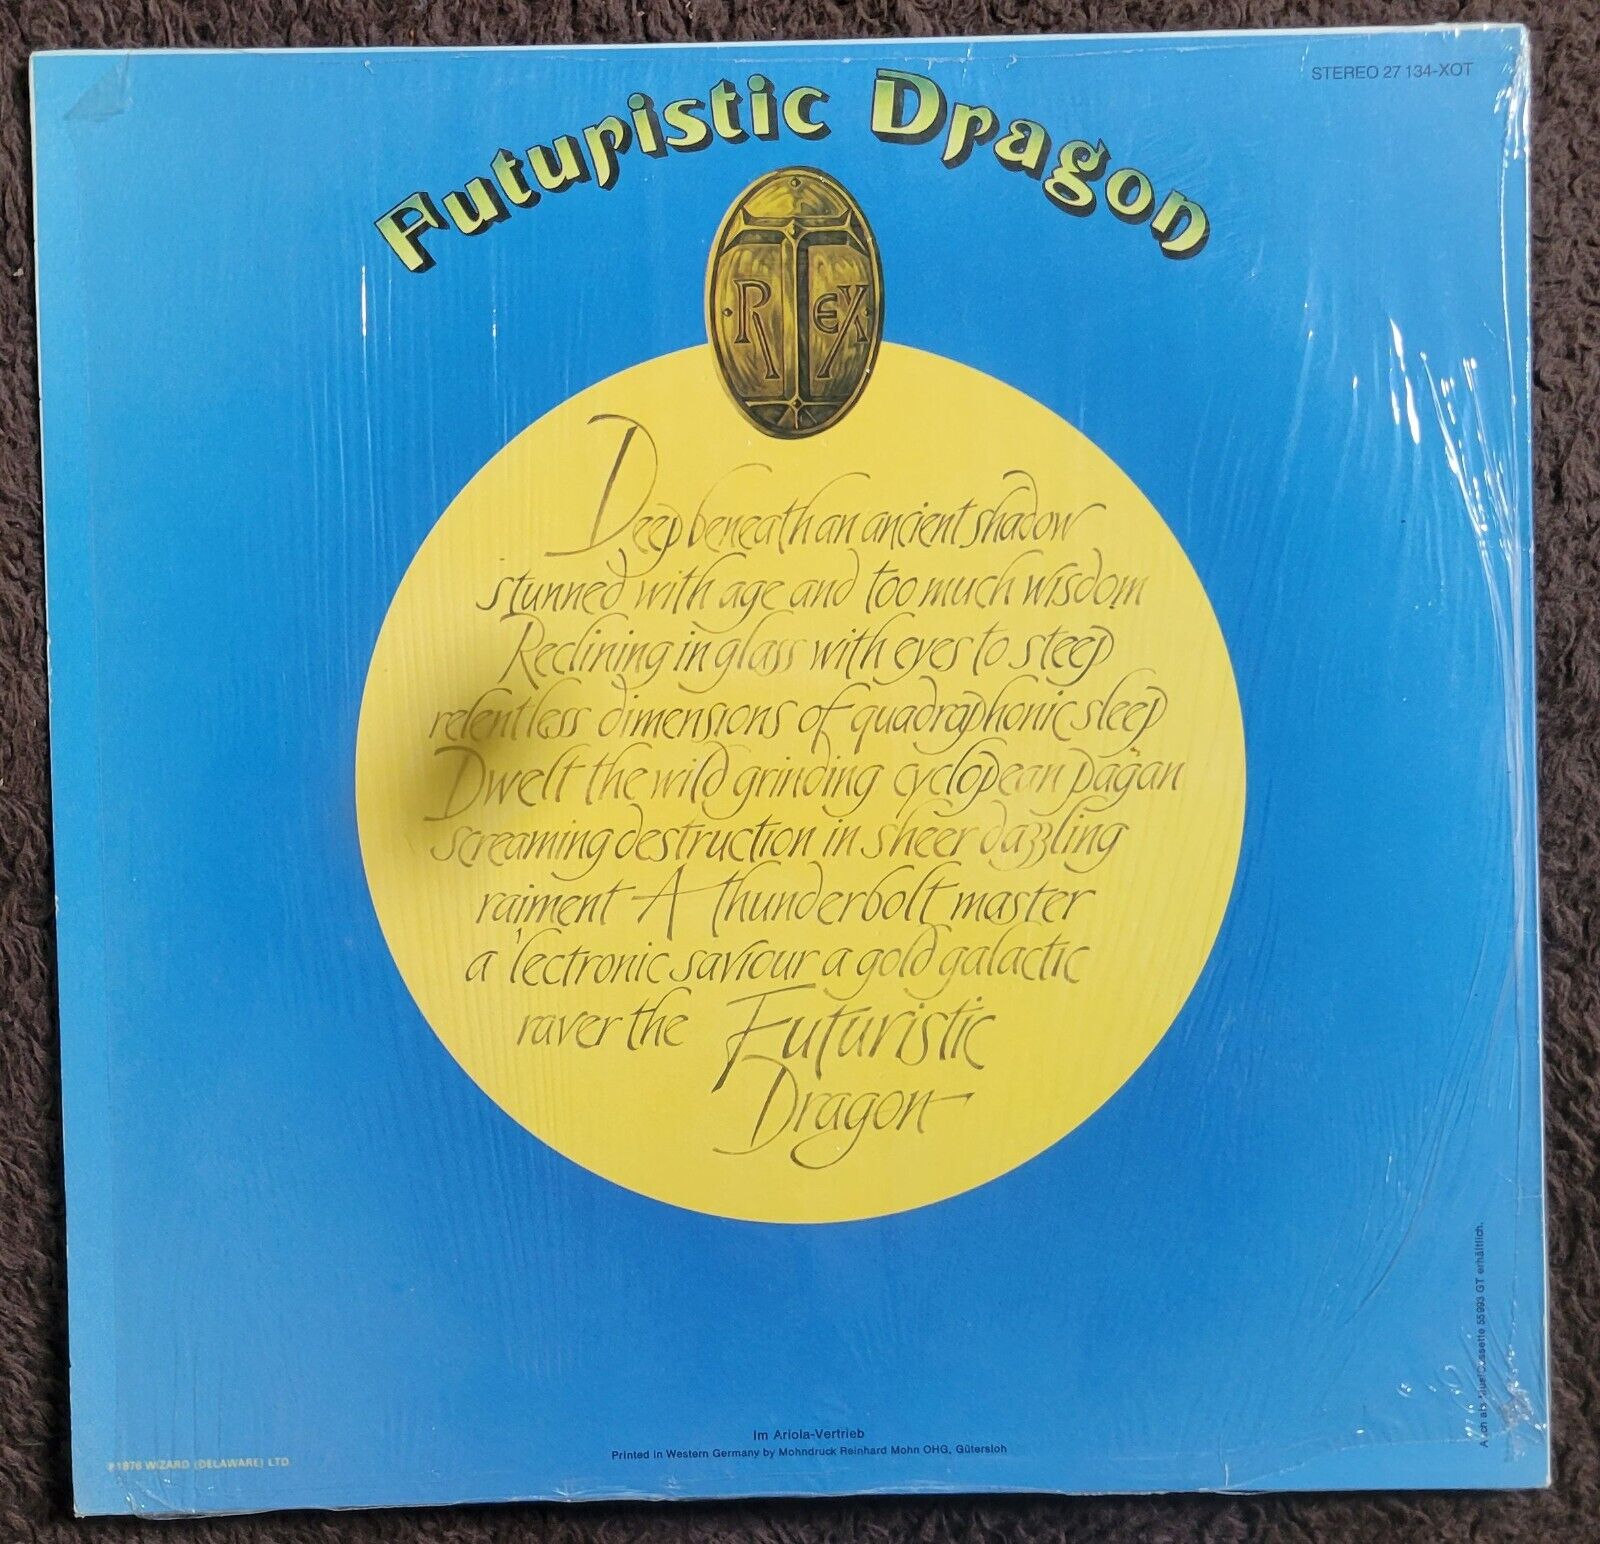 STEREO 27 134-XOT
Futuristic Dragon
T REX
Deep beneath an ancient shadow
stunned with age and too much wisdom
Reclining in glass with eyes to steep
relentless dimensions of quadraphonic sleep
Dwelt the wild grinding cyclopean pagan
screaming destruction in sheer dazzling
raiment A thunderbolt master
a 'lectronic saviour a gold galactic
raver the Futuristic
Dragon
Im Ariola-Vertrieb
Printed in Western Germany by Mohndruck Reinhard Mohn OHG, Gütersloh
1976 WIZARD (DELAWARE) LTD.
Auch als MusiCassette 55 993 GT erhältlich.